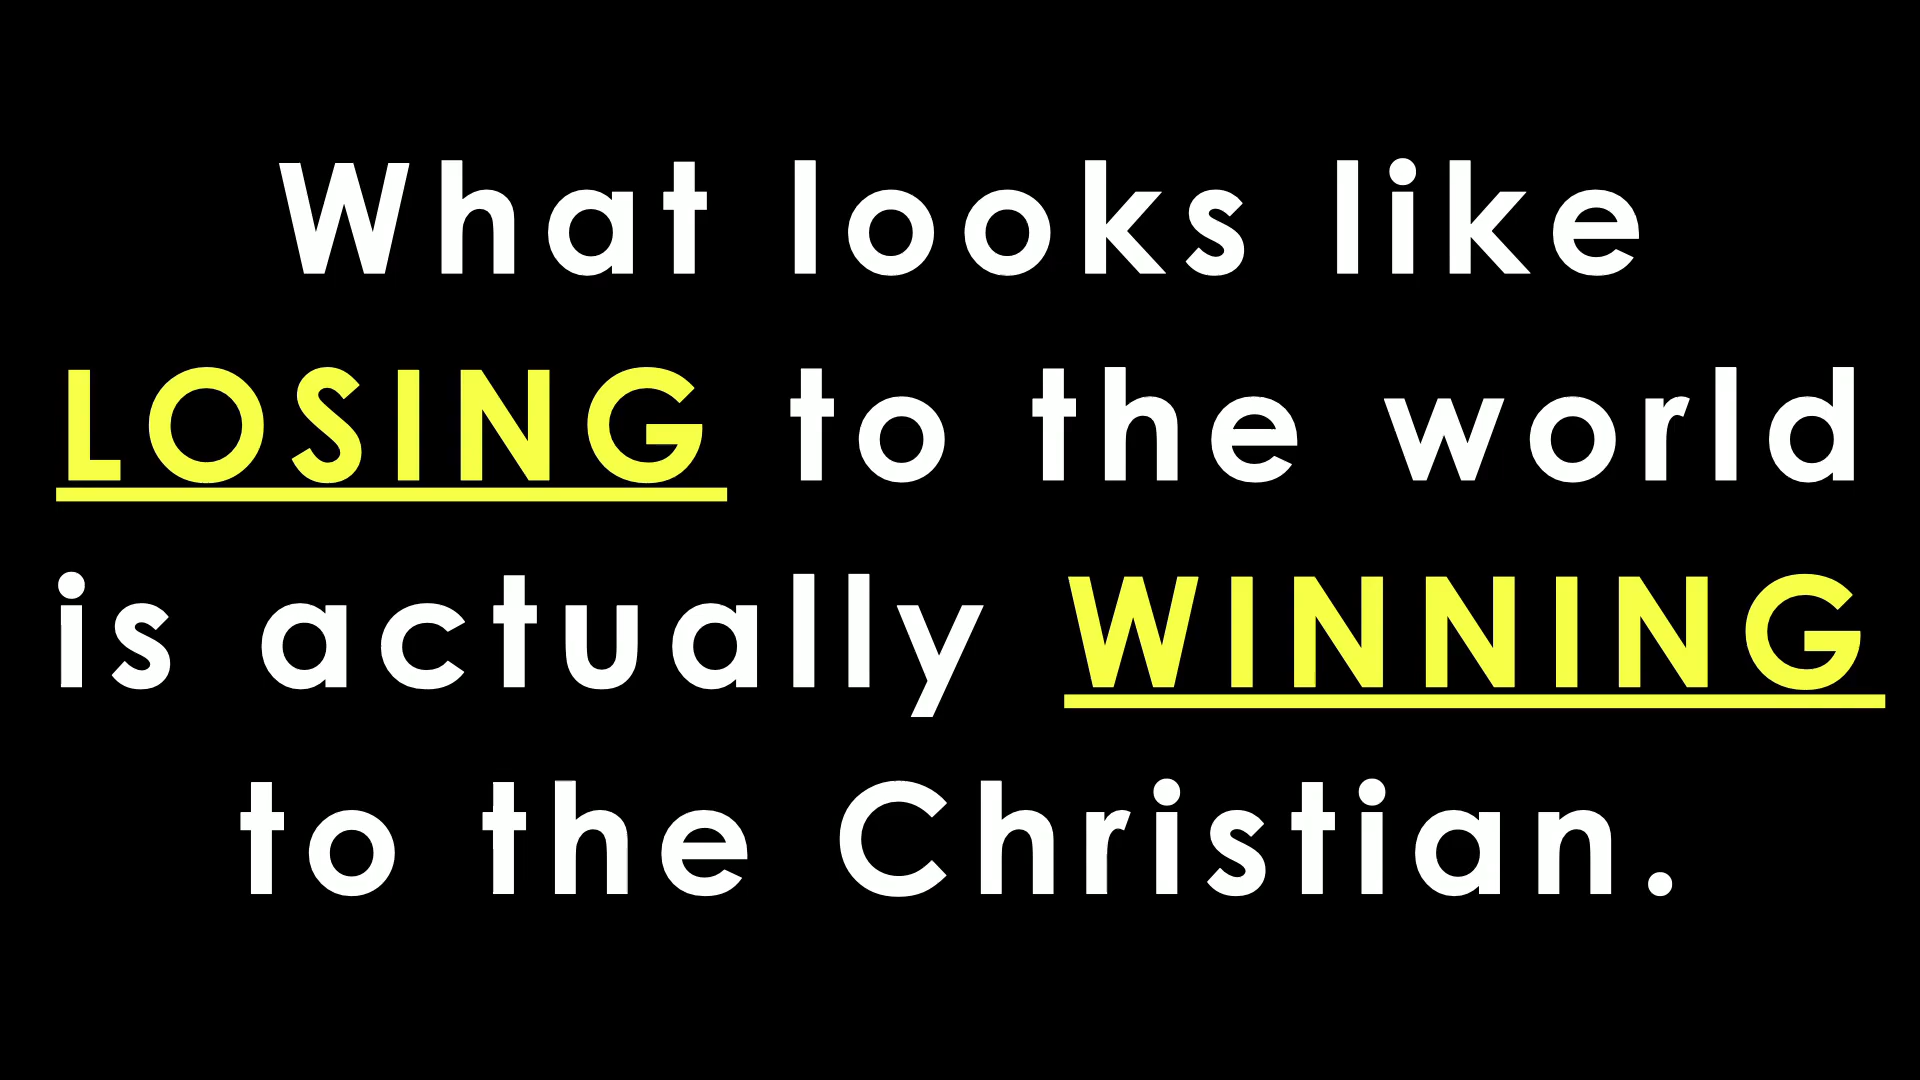 What looks like
LOSING to the world
is actually WINNING
to the Christian.